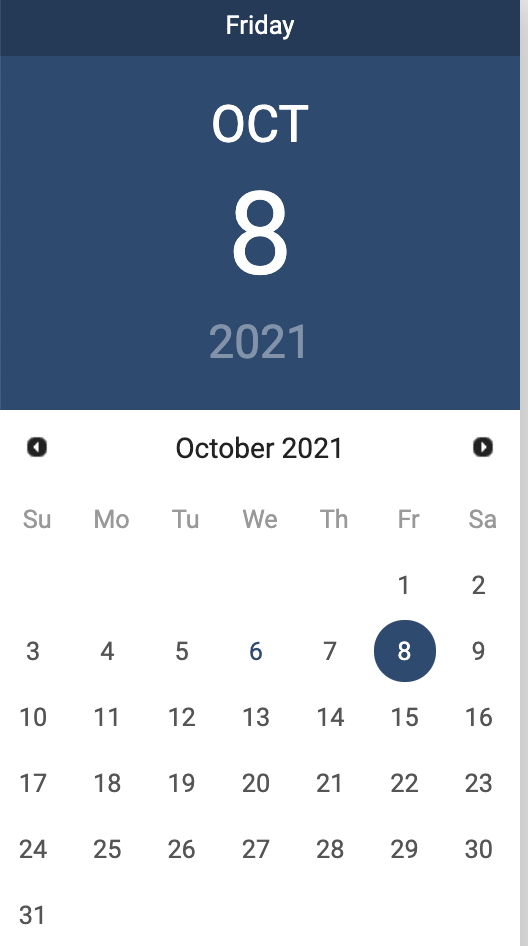 Friday
OCT
8
2021
October 2021
Su Mo Tu We Th Fr Sa
1 2
3 4 5 6 7 8 9
10 11 12 13 14 15 16
17 18 19 20 21 22 23
24 25 26 27 28 29 30
31